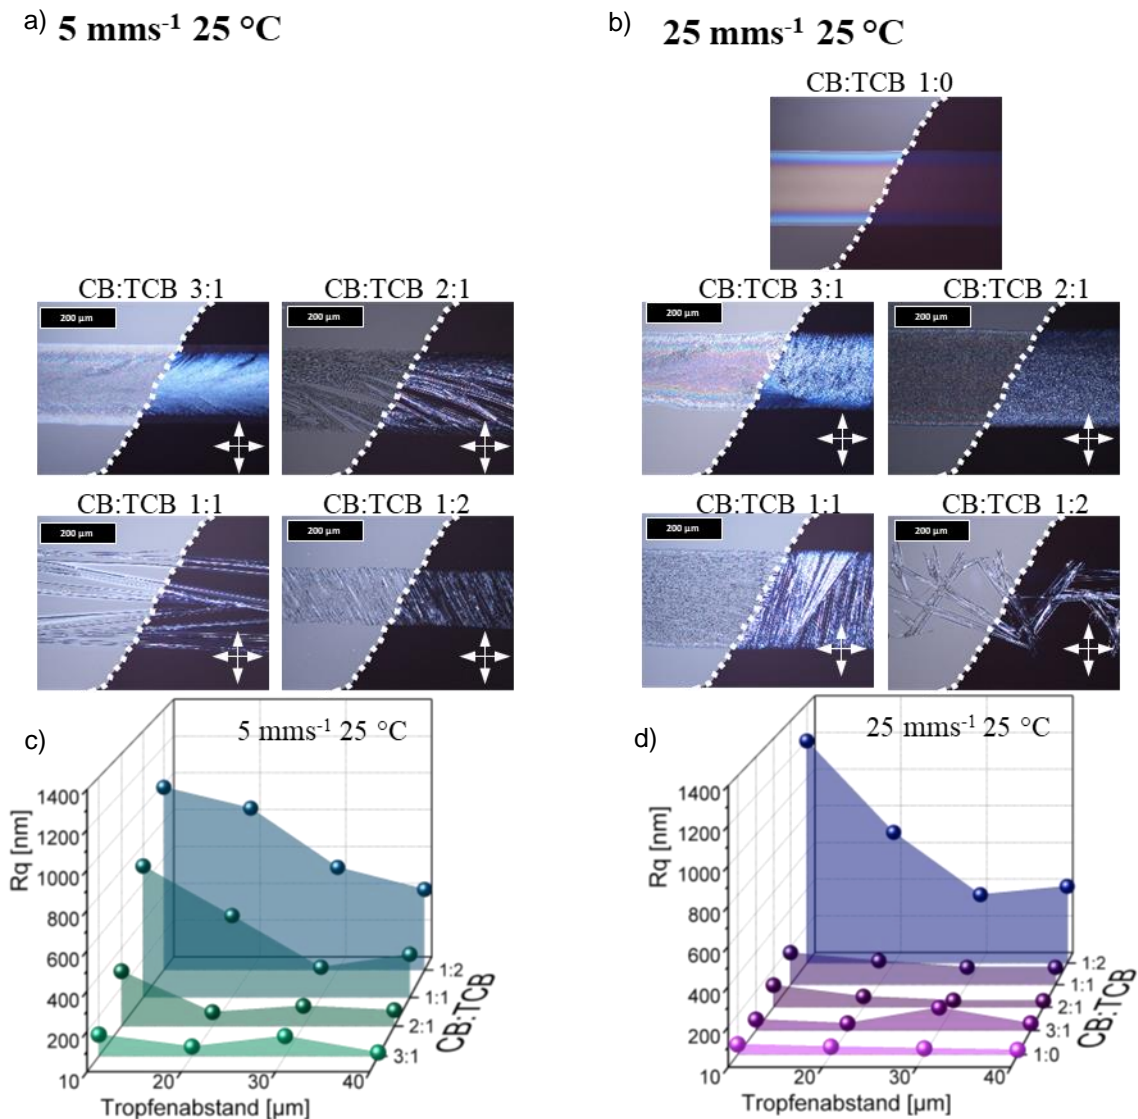 a) 5 mms⁻¹ 25 °C
b) 25 mms⁻¹ 25 °C
CB:TCB 1:0
CB:TCB 3:1
CB:TCB 2:1
CB:TCB 3:1
CB:TCB 2:1
200 µm
200 µm
200 µm
200 µm
CB:TCB 1:1
CB:TCB 1:2
CB:TCB 1:1
CB:TCB 1:2
200 µm
200 µm
200 µm
200 µm
c)
5 mms⁻¹ 25 °C
1400
1200
1000
800
600
400
200
Rq [nm]
10
20
30
40
Tropfenabstand [µm]
1:2
1:1
2:1
3:1
CB:TCB
d)
25 mms⁻¹ 25 °C
1400
1200
1000
800
600
400
200
Rq [nm]
10
20
30
40
Tropfenabstand [µm]
1:2
1:1
2:1
3:1
1:0
CB:TCB